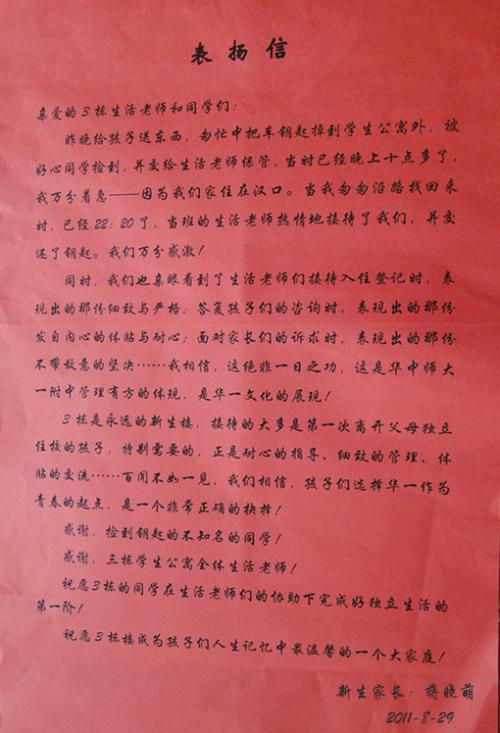 表扬信
亲爱的3栋生活老师和同学们：
昨晚给孩子送东西，匆忙中把车钥匙掉到学生公寓外，被
好心同学捡到，并交给生活老师保管，当时已经晚上十点多了，
我万分着急——因为我们家住在汉口。当我匆匆沿路找回来
时，已经22:20了，当班的生活老师热情地接待了我们，并交
还了钥匙。我们万分感激！
同时，我们也亲眼看到了生活老师们接待入住登记时，表
现出的那份细致与严格；答复孩子们的咨询时，表现出的那份
发自内心的体贴与耐心；面对家长们的诉求时，表现出的那份
不带敌意的坚决……我相信，这绝非一日之功，这是华中师大
一附中管理有方的体现，是华一文化的展现！
3栋是永远的新生楼，接待的大多是第一次离开父母独立
住校的孩子，特别需要的，正是耐心的指导、细致的管理、体
贴的交流……百闻不如一见，我们相信，孩子们选择华一作为
青春的起点，是一个非常正确的抉择！
感谢，捡到钥匙的不知名的同学！
感谢，三栋学生公寓全体生活老师！
祝愿3栋的同学在生活老师们的协助下完成好独立生活的
第一阶！
祝愿3栋楼成为孩子们人生记忆中最温馨的一个大家庭！
新生家长：蒋晓萌
2011-8-29